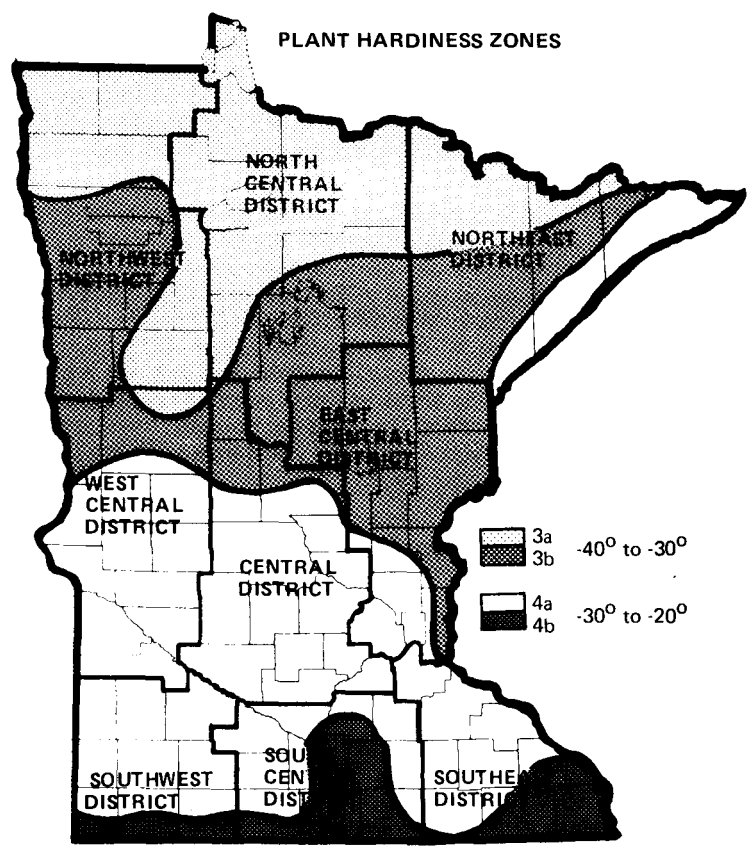 PLANT HARDINESS ZONES
NORTH
CENTRAL
DISTRICT
NORTHEAST
DISTRICT
NORTHWEST
DISTRICT
EAST
CENTRAL
DISTRICT
WEST
CENTRAL
DISTRICT
CENTRAL
DISTRICT
3a
3b
-40° to -30°
4a
4b
-30° to -20°
SOUTHWEST
DISTRICT
SOU
CENT
DIST
SOUTHEA
DISTRIC